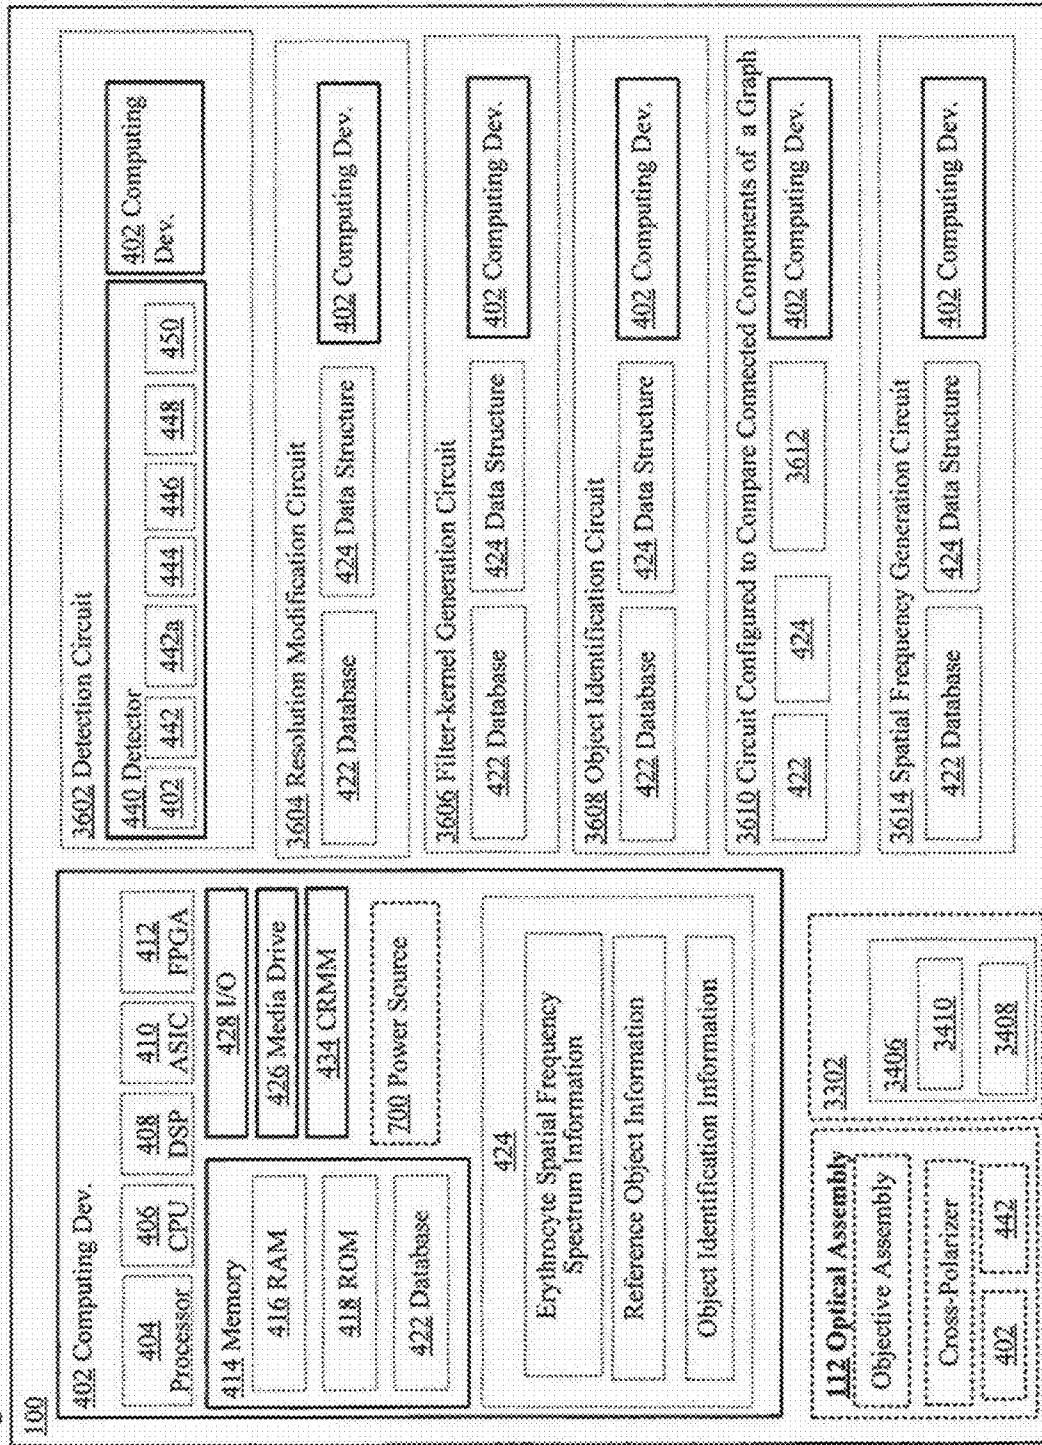 100
402 Computing Dev.
404 Processor
406 CPU
408 DSP
410 ASIC
412 FPGA
414 Memory
416 RAM
418 ROM
422 Database
428 I/O
426 Media Drive
434 CRMM
700 Power Source
424
Erythrocyte Spatial Frequency
Spectrum Information
Reference Object Information
Object Identification Information
112 Optical Assembly
Objective Assembly
Cross-Polarizer
402
442
3302
3406
3410
3408
3602 Detection Circuit
440 Detector
402
442
442a
444
446
448
450
402 Computing
Dev.
3604 Resolution Modification Circuit
422 Database
424 Data Structure
402 Computing Dev.
3606 Filter-kernel Generation Circuit
422 Database
424 Data Structure
402 Computing Dev.
3608 Object Identification Circuit
422 Database
424 Data Structure
402 Computing Dev.
3610 Circuit Configured to Compare Connected Components of a Graph
422
424
3612
402 Computing Dev.
3614 Spatial Frequency Generation Circuit
422 Database
424 Data Structure
402 Computing Dev.